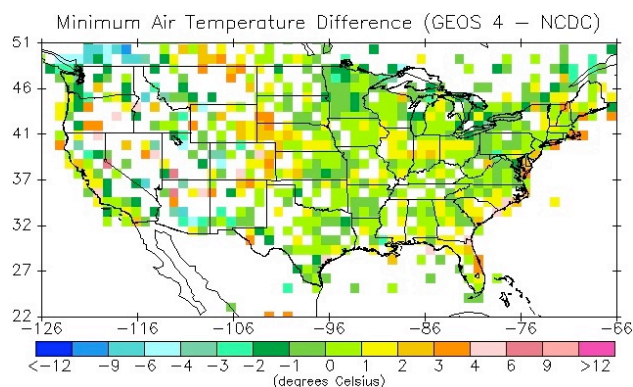 Minimum Air Temperature Difference (GEOS 4 − NCDC)
51
46
41
37
32
27
22
−126 −116 −106 −96 −86 −76 −66
<−12 −9 −6 −4 −3 −2 −1 0 1 2 3 4 6 9 >12
(degrees Celsius)